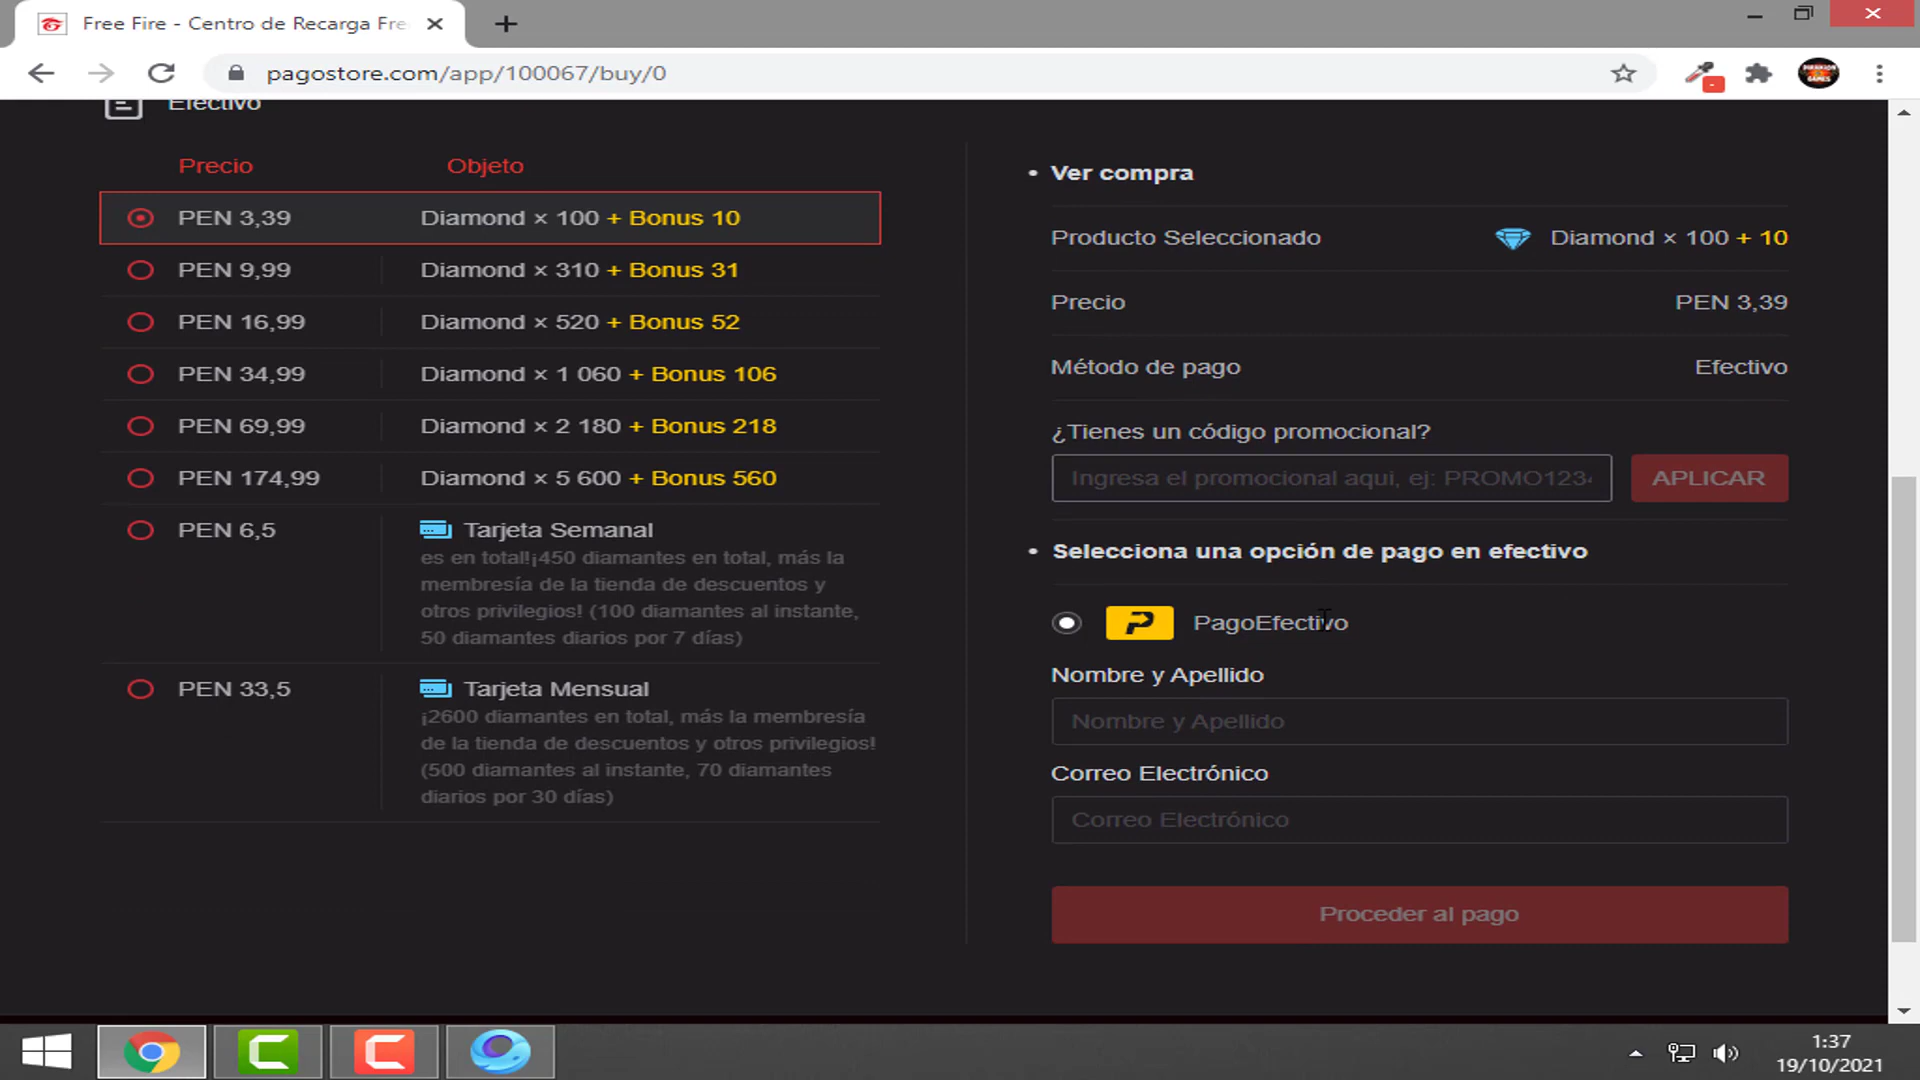 Free Fire - Centro de Recarga Fre
pagostore.com/app/100067/buy/0
Efectivo
Precio Objeto
PEN 3,39 Diamond × 100 + Bonus 10
PEN 9,99 Diamond × 310 + Bonus 31
PEN 16,99 Diamond × 520 + Bonus 52
PEN 34,99 Diamond × 1 060 + Bonus 106
PEN 69,99 Diamond × 2 180 + Bonus 218
PEN 174,99 Diamond × 5 600 + Bonus 560
PEN 6,5 Tarjeta Semanal
es en total!¡450 diamantes en total, más la
membresía de la tienda de descuentos y
otros privilegios! (100 diamantes al instante,
50 diamantes diarios por 7 días)
PEN 33,5 Tarjeta Mensual
¡2600 diamantes en total, más la membresía
de la tienda de descuentos y otros privilegios!
(500 diamantes al instante, 70 diamantes
diarios por 30 días)
• Ver compra
Producto Seleccionado Diamond × 100 + 10
Precio PEN 3,39
Método de pago Efectivo
¿Tienes un código promocional?
Ingresa el promocional aqui, ej: PROMO1234
APLICAR
• Selecciona una opción de pago en efectivo
PagoEfectivo
Nombre y Apellido
Nombre y Apellido
Correo Electrónico
Correo Electrónico
Proceder al pago
1:37
19/10/2021